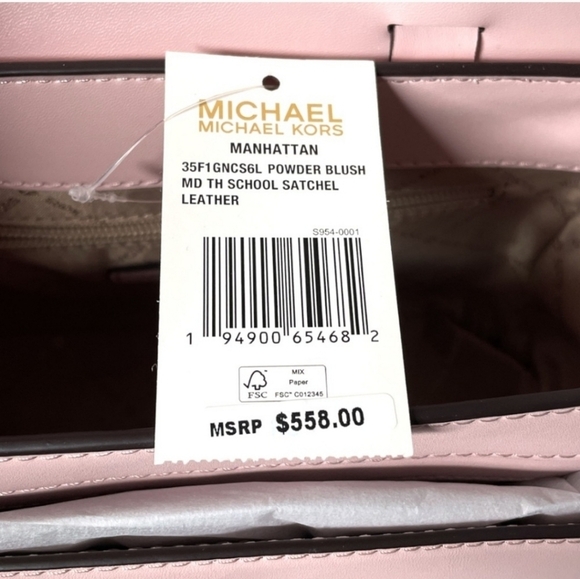 MICHAEL
MICHAEL KORS
MANHATTAN
35F1GNCS6L POWDER BLUSH
MD TH SCHOOL SATCHEL
LEATHER
S954-0001
1 94900 65468 2
FSC
MIX
Paper
FSC® C012345
MSRP $558.00